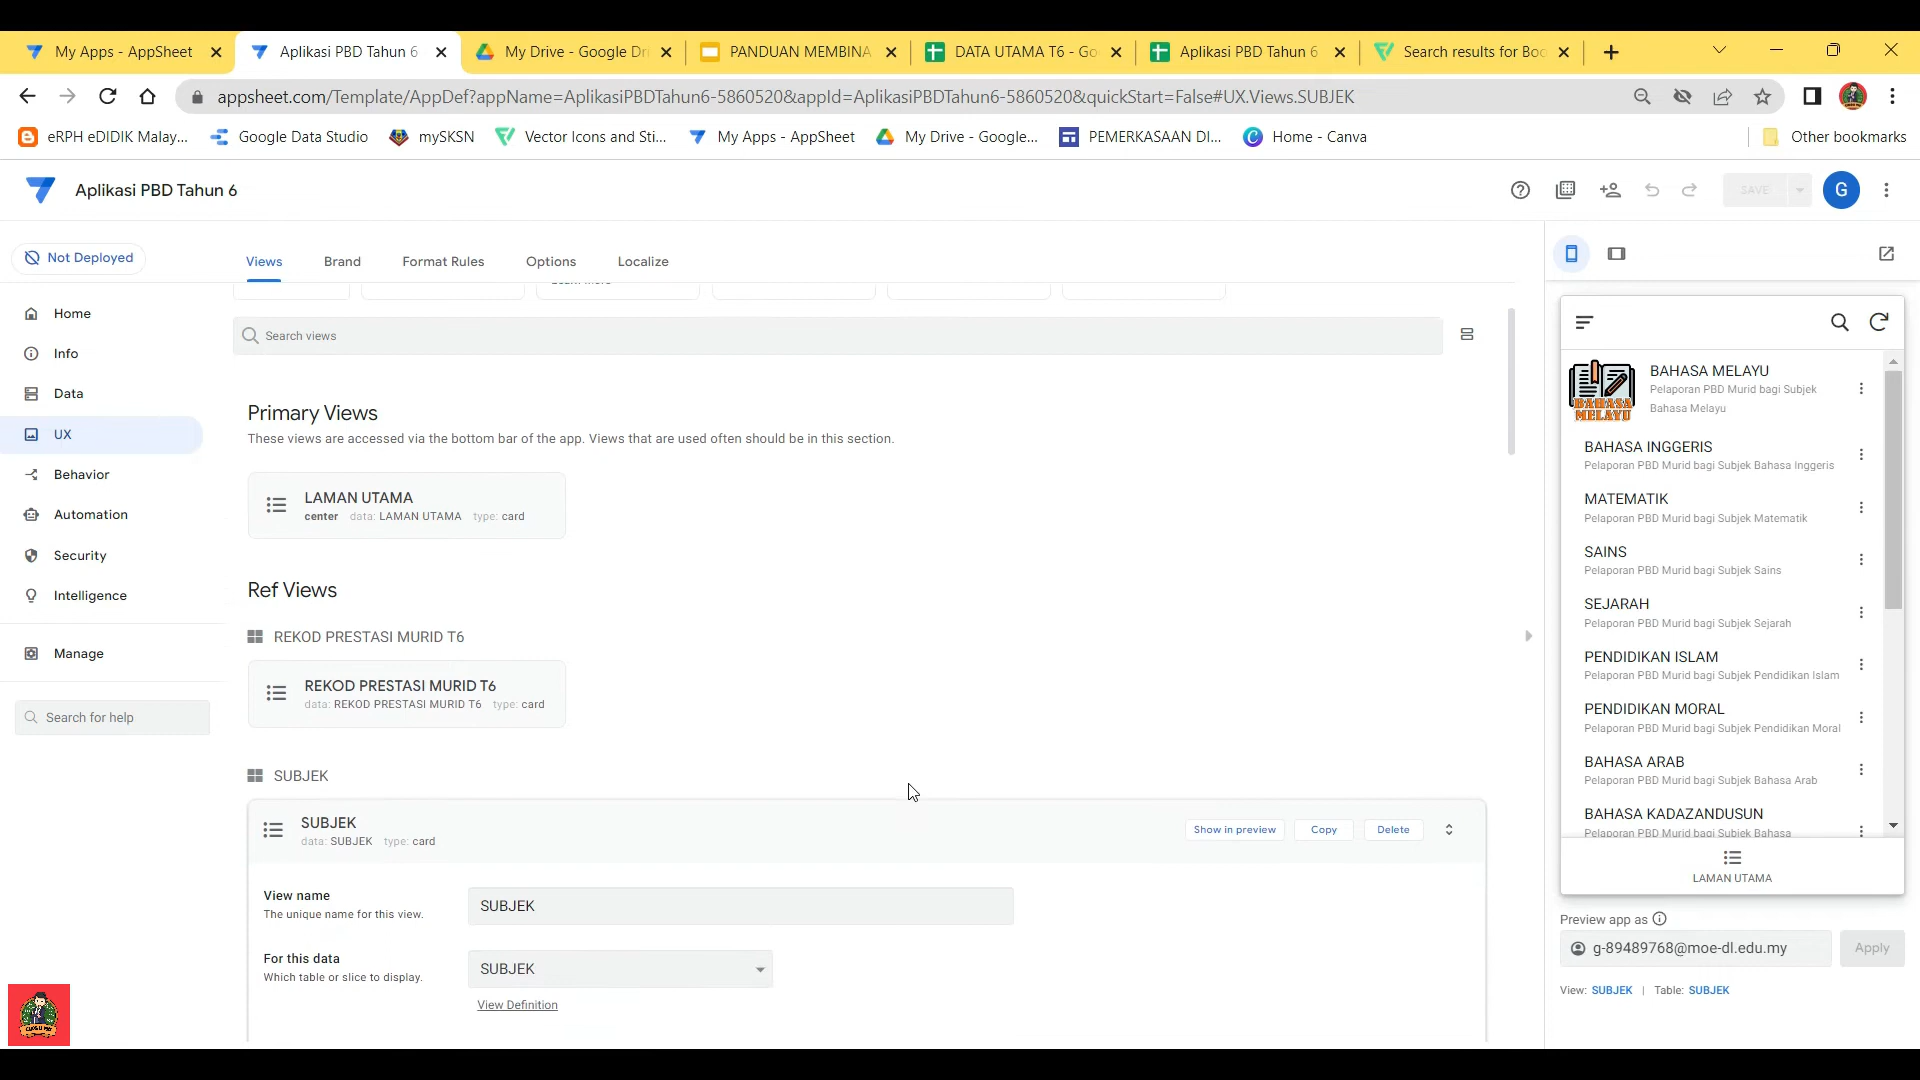 My Apps - AppSheet
Aplikasi PBD Tahun 6
My Drive - Google Dri
PANDUAN MEMBINA
DATA UTAMA T6 - Go
Aplikasi PBD Tahun 6
Search results for Boo
appsheet.com/Template/AppDef?appName=AplikasiPBDTahun6-5860520&appId=AplikasiPBDTahun6-5860520&quickStart=False#UX.Views.SUBJEK
eRPH eDIDIK Malay...
Google Data Studio
mySKSN
Vector Icons and Sti...
My Apps - AppSheet
My Drive - Google...
PEMERKASAAN DI...
Home - Canva
Other bookmarks
Aplikasi PBD Tahun 6
SAVE
G
Not Deployed
Home
Info
Data
UX
Behavior
Automation
Security
Intelligence
Manage
Search for help
Views
Brand
Format Rules
Options
Localize
Search views
Primary Views
These views are accessed via the bottom bar of the app. Views that are used often should be in this section.
LAMAN UTAMA
center data: LAMAN UTAMA type: card
Ref Views
REKOD PRESTASI MURID T6
REKOD PRESTASI MURID T6
data: REKOD PRESTASI MURID T6 type: card
SUBJEK
SUBJEK
data: SUBJEK type: card
Show in preview
Copy
Delete
View name
The unique name for this view.
SUBJEK
For this data
Which table or slice to display.
SUBJEK
View Definition
BAHASA MELAYU
BAHASA MELAYU
Pelaporan PBD Murid bagi Subjek
Bahasa Melayu
BAHASA INGGERIS
Pelaporan PBD Murid bagi Subjek Bahasa Inggeris
MATEMATIK
Pelaporan PBD Murid bagi Subjek Matematik
SAINS
Pelaporan PBD Murid bagi Subjek Sains
SEJARAH
Pelaporan PBD Murid bagi Subjek Sejarah
PENDIDIKAN ISLAM
Pelaporan PBD Murid bagi Subjek Pendidikan Islam
PENDIDIKAN MORAL
Pelaporan PBD Murid bagi Subjek Pendidikan Moral
BAHASA ARAB
Pelaporan PBD Murid bagi Subjek Bahasa Arab
BAHASA KADAZANDUSUN
Pelaporan PBD Murid bagi Subjek Bahasa
LAMAN UTAMA
Preview app as
g-89489768@moe-dl.edu.my
Apply
View: SUBJEK | Table: SUBJEK